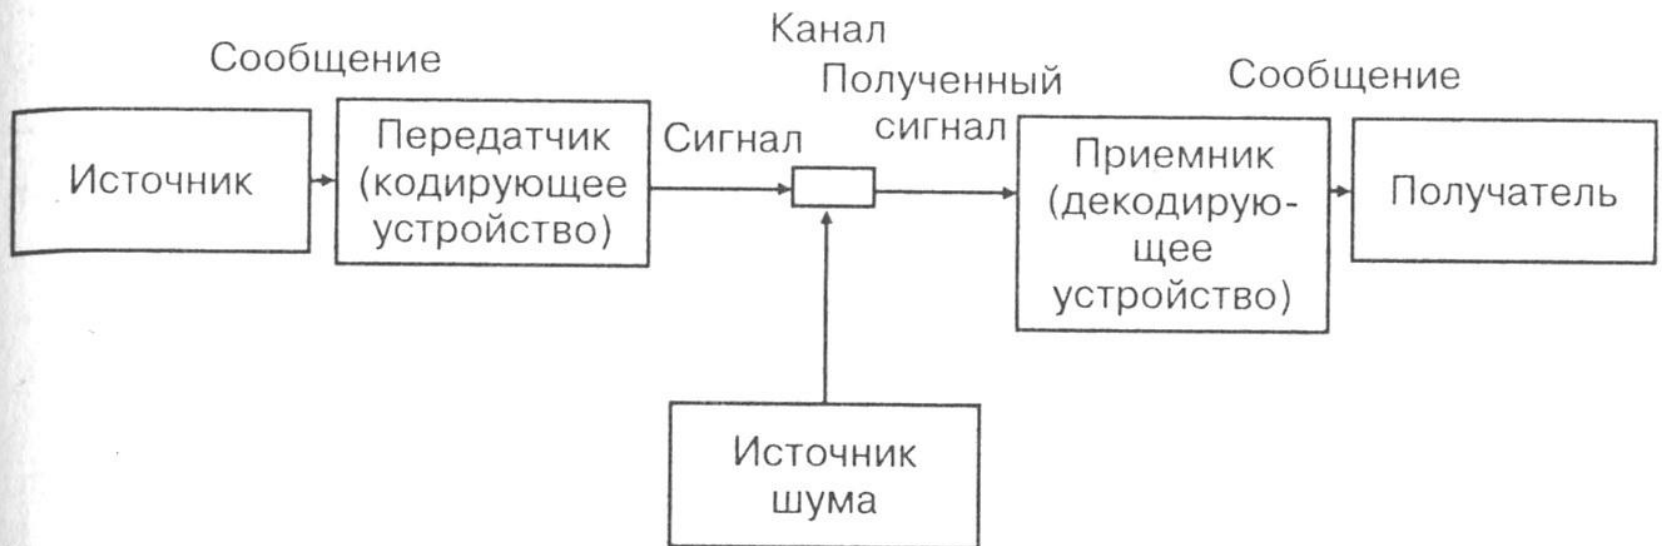 Канал
Сообщение
Полученный
сигнал
Сообщение
Источник
Передатчик
(кодирующее
устройство)
Сигнал
Приемник
(декодирую-
щее
устройство)
Получатель
Источник
шума